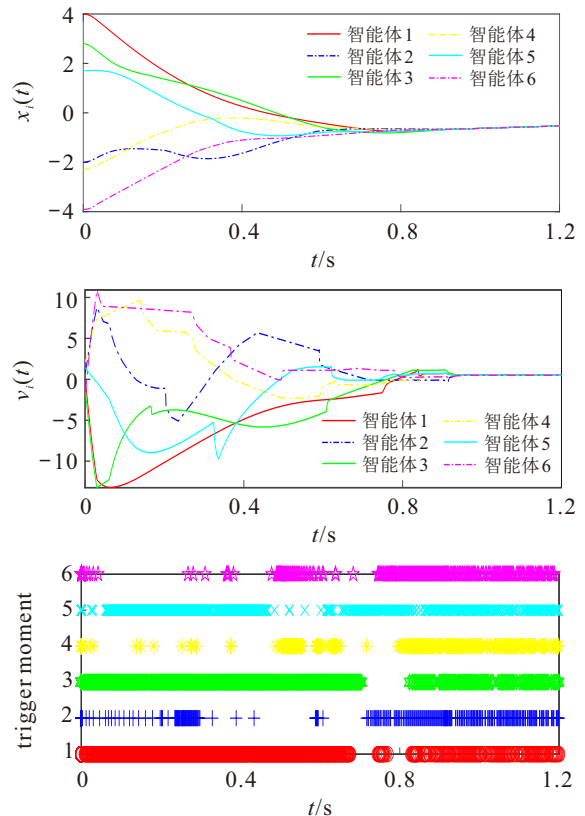 4
2
0
−2
−4
x_i(t)
智能体1
智能体2
智能体3
智能体4
智能体5
智能体6
0 0.4 0.8 1.2
t/s
10
5
0
−5
−10
v_i(t)
智能体1
智能体2
智能体3
智能体4
智能体5
智能体6
0 0.4 0.8 1.2
t/s
6
5
4
3
2
1
trigger moment
0 0.4 0.8 1.2
t/s